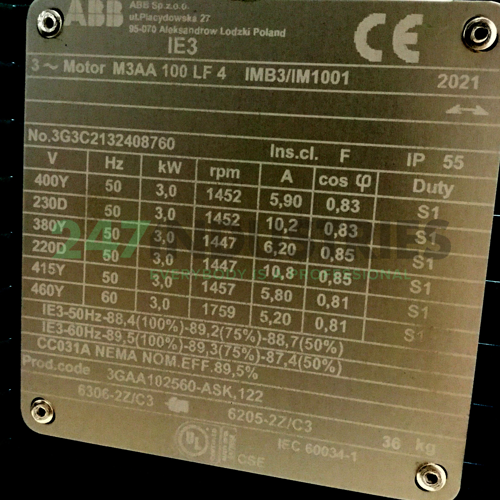 ABB
ABB Sp.z.o.o.
ut.Placydowska 27
95-070 Aleksandrow Lodzki Poland
IE3
CE
3 ~ Motor M3AA 100 LF 4 IMB3/IM1001 2021
No.3G3C2132408760 Ins.cl. F IP 55
V Hz kW rpm A cos φ Duty
400Y 50 3,0 1452 5,90 0,83 S1
230D 50 3,0 1452 10,2 0,83 S1
380Y 50 3,0 1447 6,20 0,85 S1
220D 50 3,0 1447 10,8 0,85 S1
415Y 50 3,0 1457 5,80 0,81 S1
460Y 60 3,0 1759 5,20 0,81 S1
247INDUSTRIES
EVERYBODY IS A PROFESSIONAL
IE3-50Hz-88,4(100%)-89,2(75%)-88,7(50%)
IE3-60Hz-89,5(100%)-89,3(75%)-87,4(50%)
CC031A NEMA NOM.EFF.89,5%
Prod.code 3GAA102560-ASK,122
6306-2Z/C3 6205-2Z/C3 36 kg
UL CSE IEC 60034-1